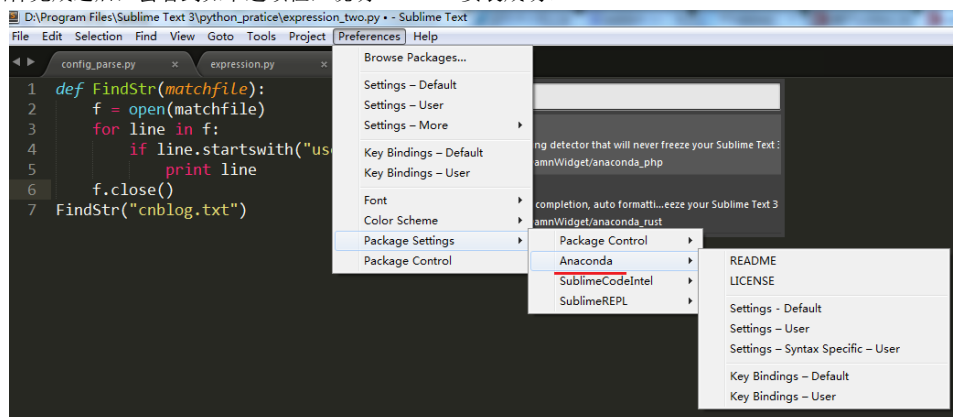 D:\Program Files\Sublime Text 3\python_pratice\expression_two.py • - Sublime Text
File Edit Selection Find View Goto Tools Project Preferences Help
config_parse.py × expression.py ×
1 def FindStr(matchfile):
2 f = open(matchfile)
3 for line in f:
4 if line.startswith("us
5 print line
6 f.close()
7 FindStr("cnblog.txt")
Browse Packages...
Settings – Default
Settings – User
Settings – More
Key Bindings – Default
Key Bindings – User
Font
Color Scheme
Package Settings
Package Control
ng detector that will never freeze your Sublime Text
amnWidget/anaconda_php
completion, auto formatti...eeze your Sublime Text 3
amnWidget/anaconda_rust
Package Control
Anaconda
SublimeCodeIntel
SublimeREPL
README
LICENSE
Settings - Default
Settings – User
Settings – Syntax Specific – User
Key Bindings – Default
Key Bindings – User